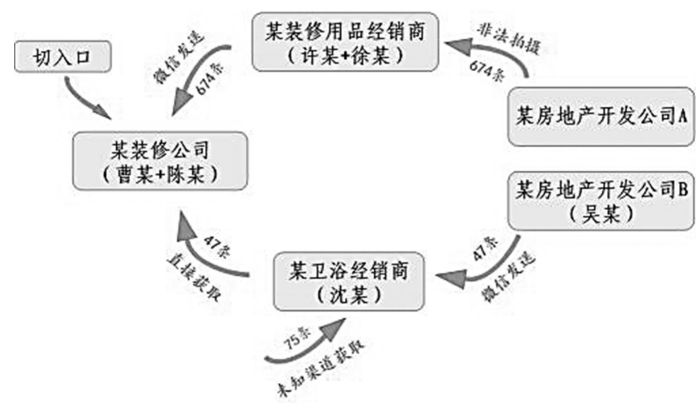 某装修用品经销商
(许某+徐某)
非法拍摄
674条
微信发送
674条
切入口
某房地产开发公司A
某装修公司
(曹某+陈某)
某房地产开发公司B
(吴某)
47条
直接获取
某卫浴经销商
(沈某)
47条
微信发送
75条
未知渠道获取